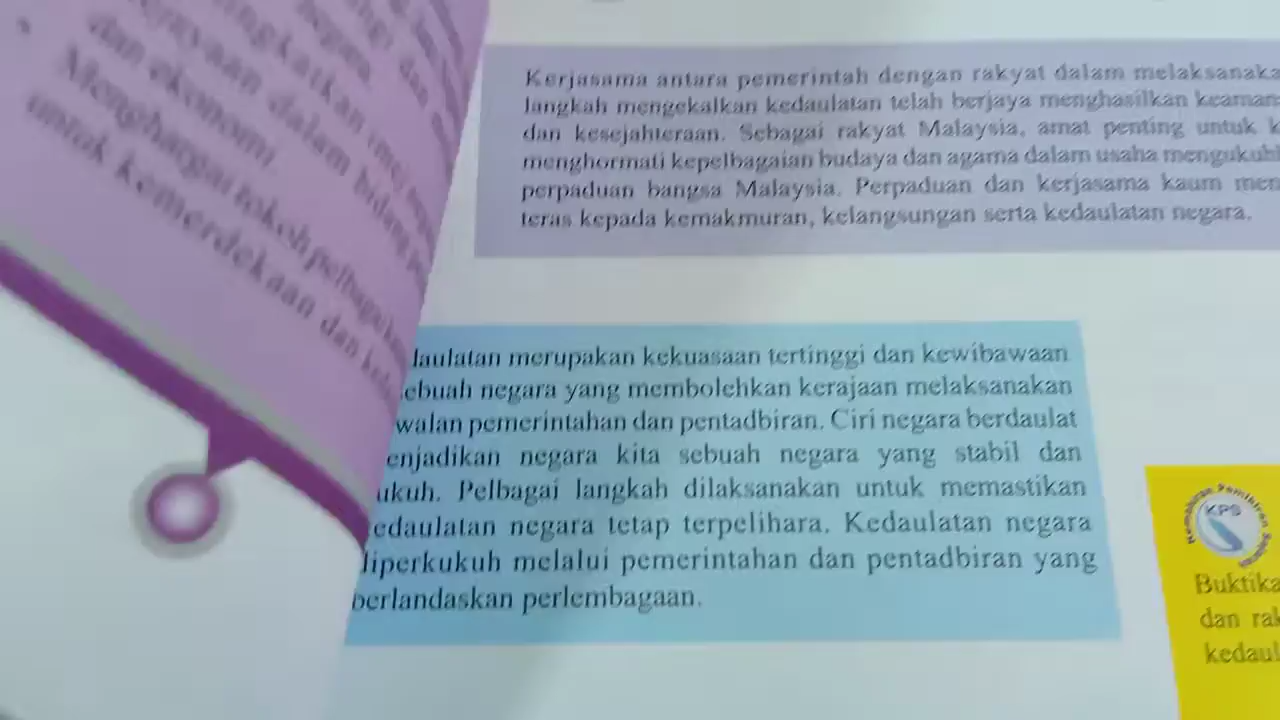 dan ekonomi.
Menghargai tokoh pelbagai
untuk kemerdekaan dan
Kerjasama antara pemerintah dengan rakyat dalam melaksanaka
langkah mengekalkan kedaulatan telah berjaya menghasilkan keaman
dan kesejahteraan. Sebagai rakyat Malaysia, amat penting untuk k
menghormati kepelbagaian budaya dan agama dalam usaha mengukuh
perpaduan bangsa Malaysia. Perpaduan dan kerjasama kaum men
teras kepada kemakmuran, kelangsungan serta kedaulatan negara.
daulatan merupakan kekuasaan tertinggi dan kewibawaan
sebuah negara yang membolehkan kerajaan melaksanakan
walan pemerintahan dan pentadbiran. Ciri negara berdaulat
enjadikan negara kita sebuah negara yang stabil dan
ukuh. Pelbagai langkah dilaksanakan untuk memastikan
edaulatan negara tetap terpelihara. Kedaulatan negara
diperkukuh melalui pemerintahan dan pentadbiran yang
berlandaskan perlembagaan.
Kemahiran Pemikiran Sejarah
KPS
Buktika
dan rak
kedaul